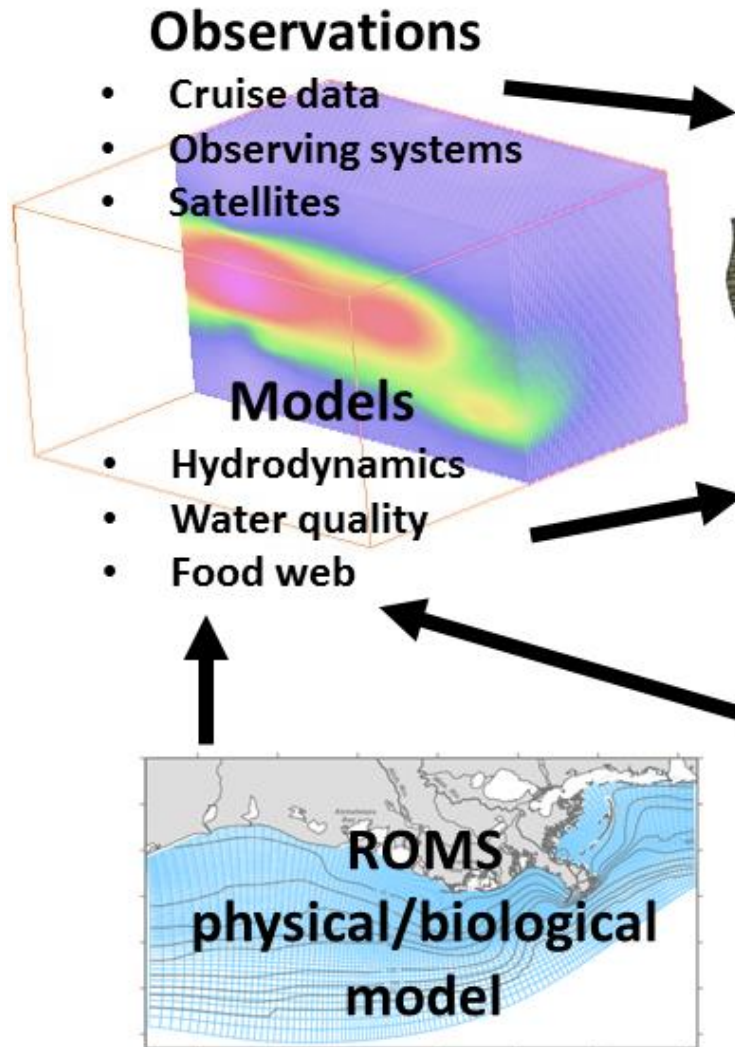 Observations
• Cruise data
• Observing systems
• Satellites
Models
• Hydrodynamics
• Water quality
• Food web
ROMS
physical/biological
model